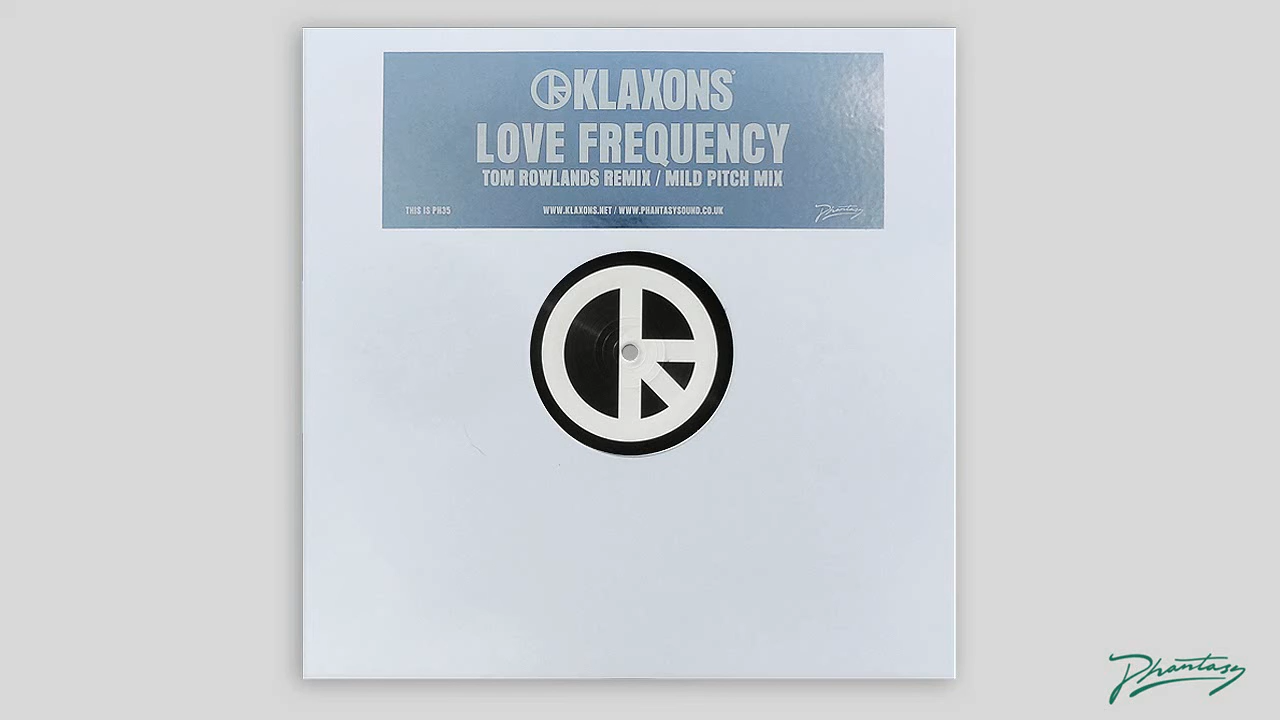 KLAXONS
LOVE FREQUENCY
TOM ROWLANDS REMIX / MILD PITCH MIX
THIS IS PH35
WWW.KLAXONS.NET / WWW.PHANTASYSOUND.CO.UK
Phantasy
Phantasy